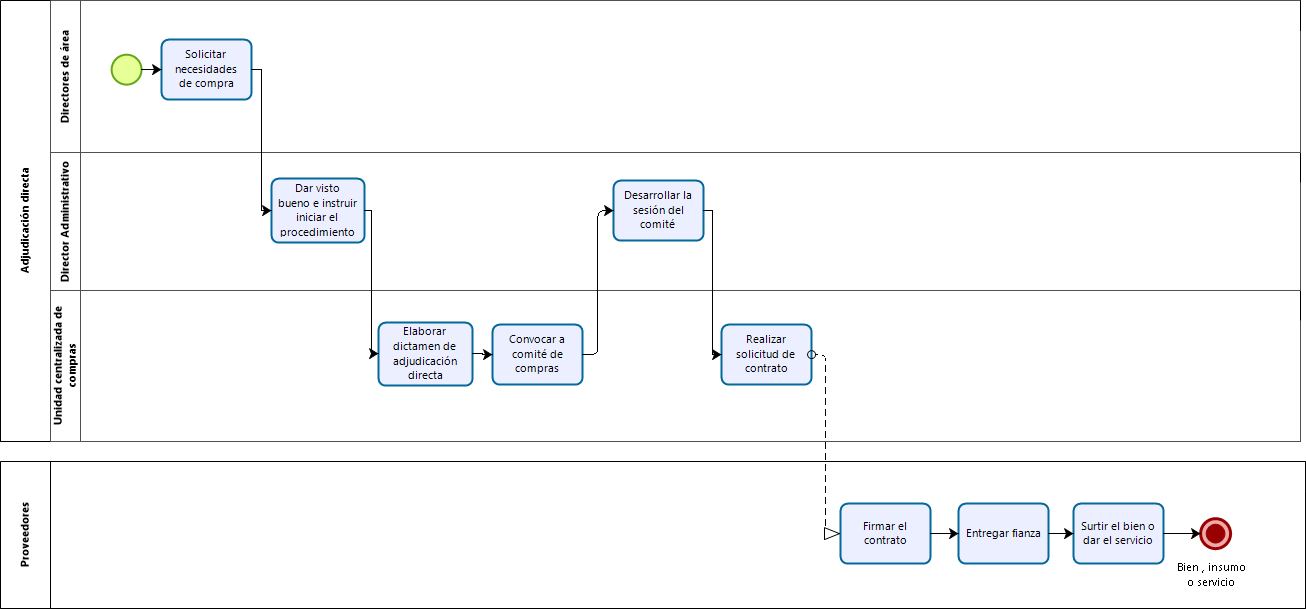 Adjudicación directa
Directores de área
Solicitar
necesidades
de compra
Director Administrativo
Dar visto
bueno e instruir
iniciar el
procedimiento
Desarrollar la
sesión del
comité
Unidad centalizada de
compras
Elaborar
dictamen de
adjudicación
directa
Convocar a
comité de
compras
Realizar
solicitud de
contrato
Proveedores
Firmar el
contrato
Entregar fianza
Surtir el bien o
dar el servicio
Bien , insumo
o servicio